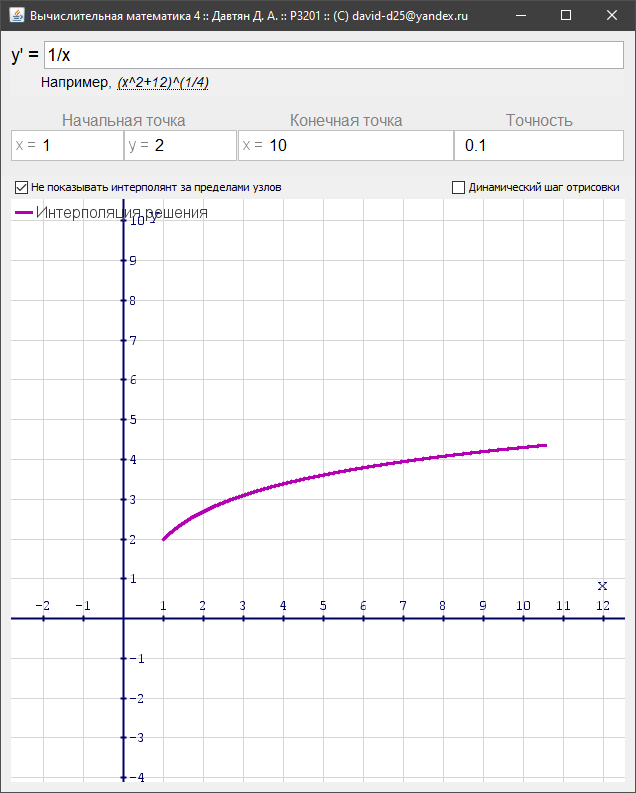 Вычислительная математика 4 :: Давтян Д. А. :: P3201 :: (C) david-d25@yandex.ru
y' = 1/x
Например, (x^2+12)^(1/4)
Начальная точка Конечная точка Точность
x = 1 y = 2 x = 10 0.1
Не показывать интерполянт за пределами узлов Динамический шаг отрисовки
Интерполяция решения
y
10
9
8
7
6
5
4
3
2
1
x
-2 -1 1 2 3 4 5 6 7 8 9 10 11 12
-1
-2
-3
-4